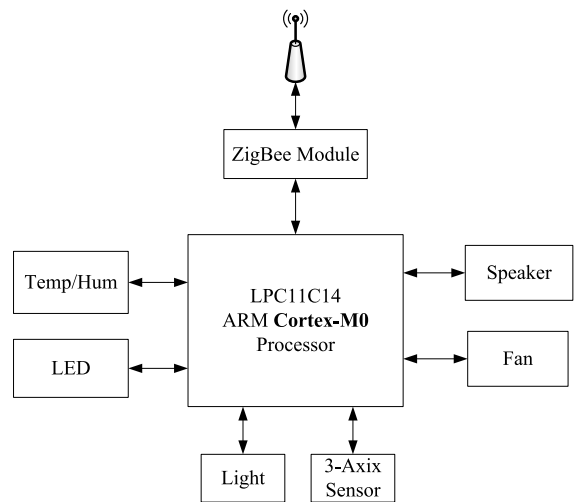 ZigBee Module
Temp/Hum
LPC11C14
ARM Cortex-M0
Processor
Speaker
LED
Fan
Light
3-Axix
Sensor